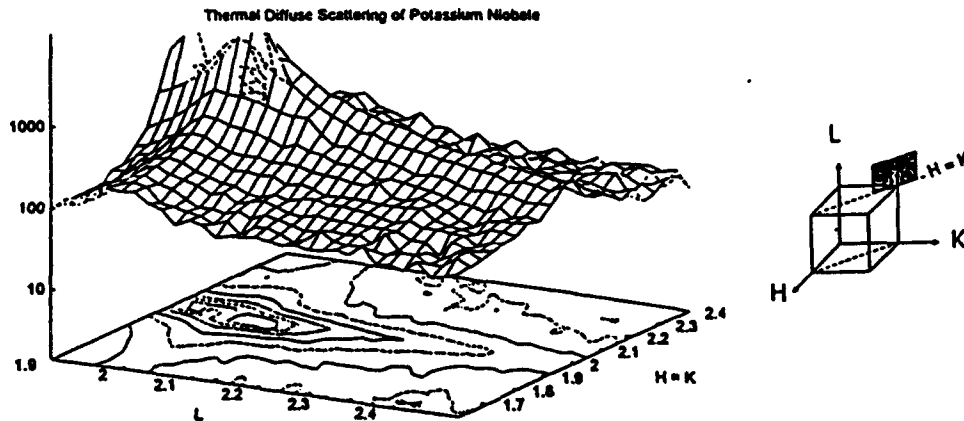 Thermal Diffuse Scattering of Potassium Niobate
1000
100
10
1.9
2
2.1
2.2
2.3
2.4
L
1.7
1.8
1.9
2
2.1
2.2
2.3
2.4
H = K
L
H = K
K
H